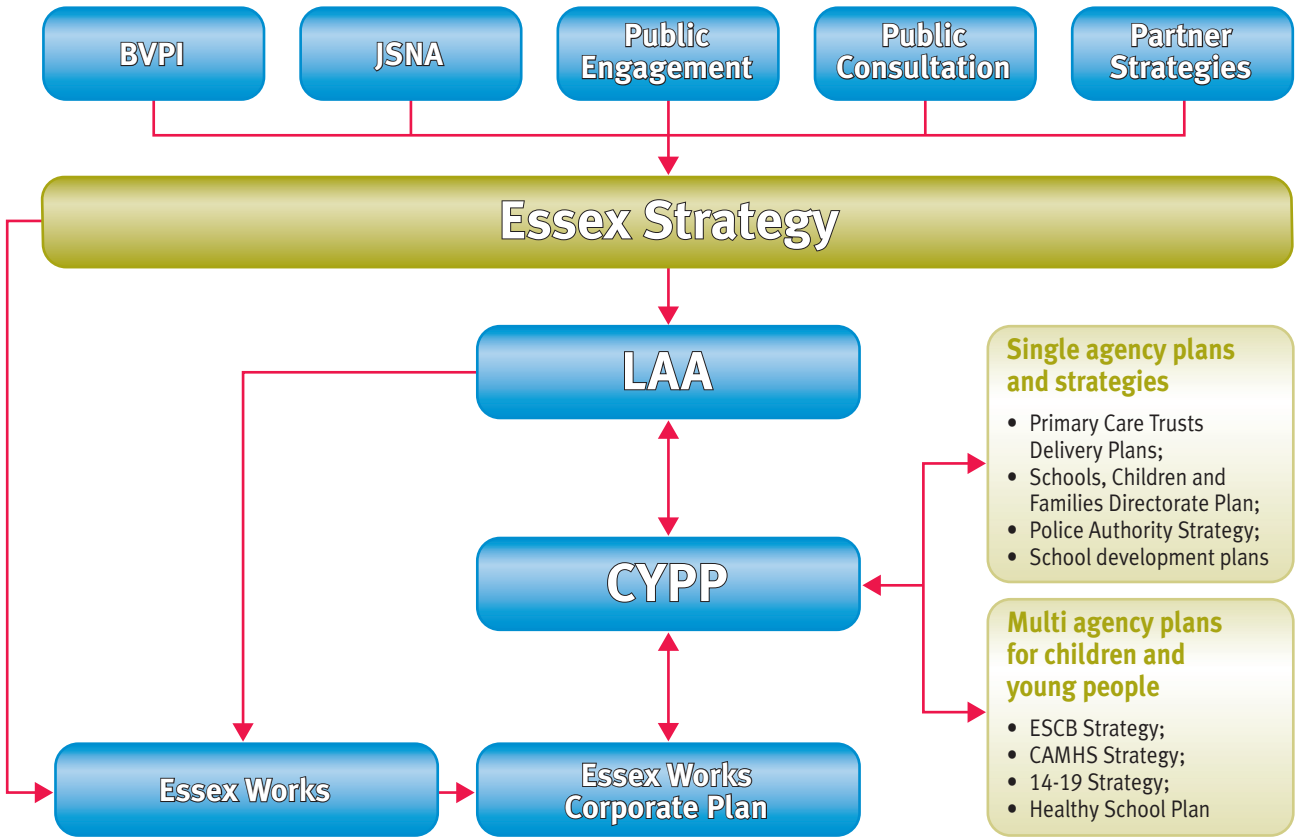 BVPI
JSNA
Public
Engagement
Public
Consultation
Partner
Strategies
Essex Strategy
LAA
Single agency plans
and strategies
• Primary Care Trusts
Delivery Plans;
• Schools, Children and
Families Directorate Plan;
• Police Authority Strategy;
• School development plans
CYPP
Multi agency plans
for children and
young people
• ESCB Strategy;
• CAMHS Strategy;
• 14-19 Strategy;
• Healthy School Plan
Essex Works
Essex Works
Corporate Plan